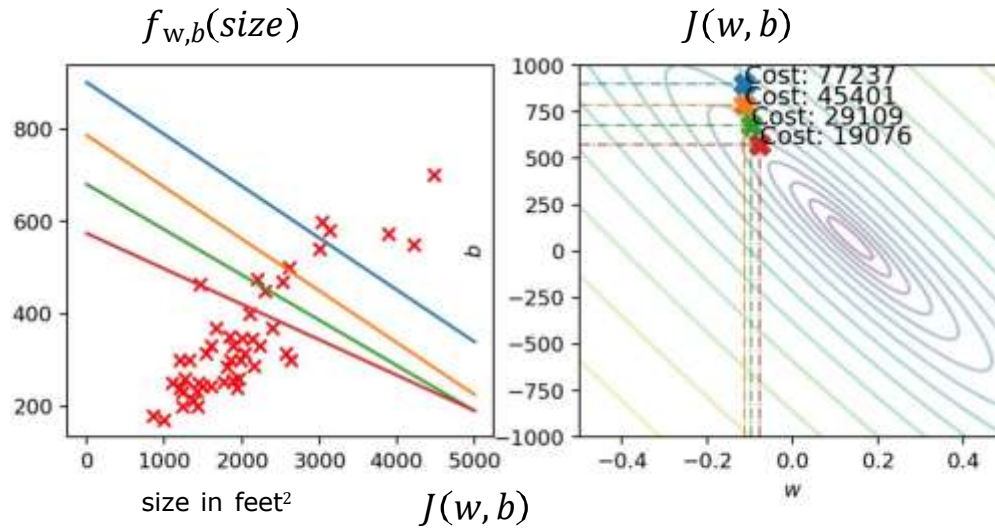 f_{w,b}(size)
J(w, b)
800
600
400
200
0 1000 2000 3000 4000 5000
size in feet²
1000
750
500
250
0
−250
−500
−750
−1000
b
Cost: 77237
Cost: 45401
Cost: 29109
Cost: 19076
−0.4 −0.2 0.0 0.2 0.4
w
J(w, b)